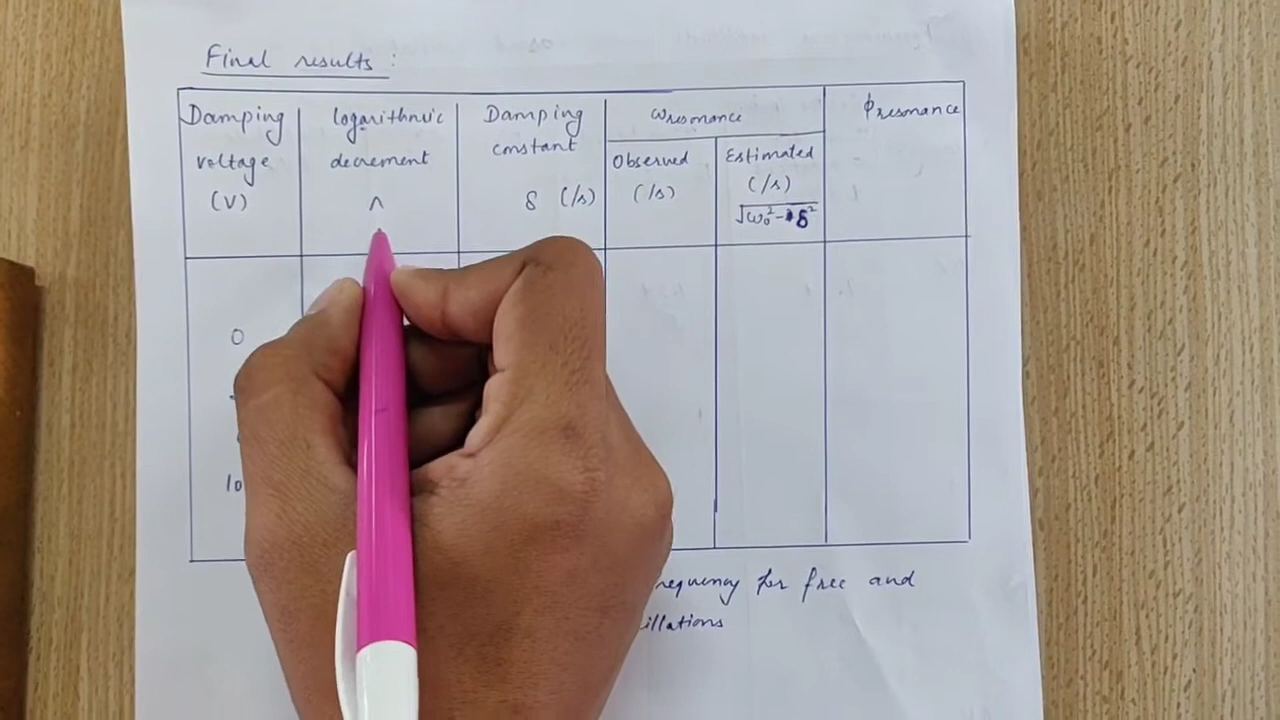 Final results :
Damping voltage (V)
logarithmic decrement Λ
Damping constant δ (/s)
ωresonance
Observed (/s)
Estimated (/s) √ω₀²-δ²
ϕresonance
0
10
requency for free and
illations